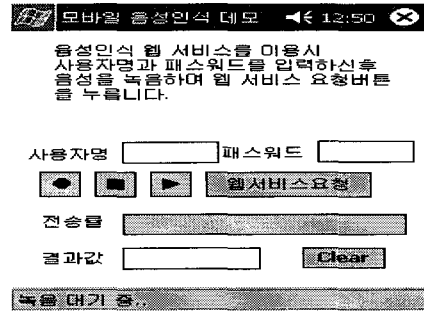 모바일 음성인식 데모 12:50
음성인식 웹 서비스를 이용시
사용자명과 패스워드를 입력하신후
음성을 녹음하며 웹 서비스 요청버튼
을 누릅니다.
사용자명 패스워드
웹서비스요청
전송률
결과값 Clear
녹음 대기 중..